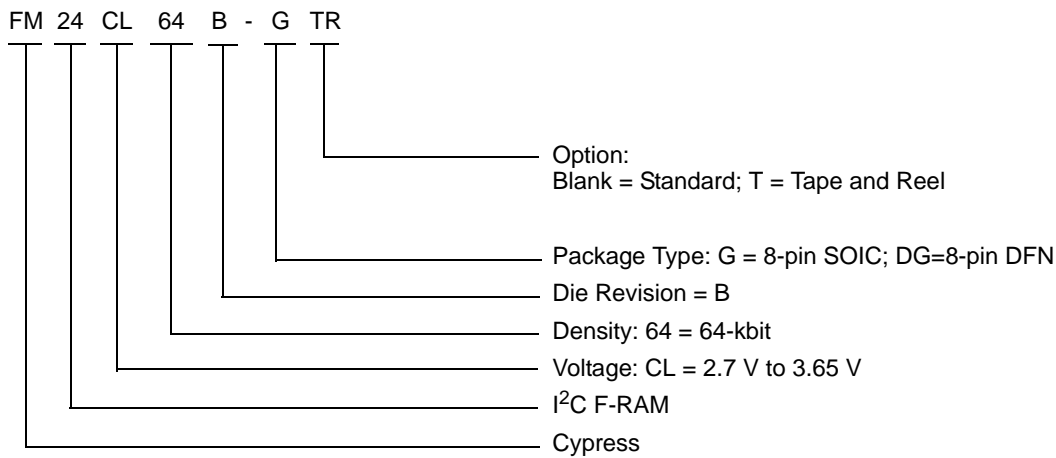 FM 24 CL 64 B - G TR
Option:
Blank = Standard; T = Tape and Reel
Package Type: G = 8-pin SOIC; DG=8-pin DFN
Die Revision = B
Density: 64 = 64-kbit
Voltage: CL = 2.7 V to 3.65 V
I2C F-RAM
Cypress